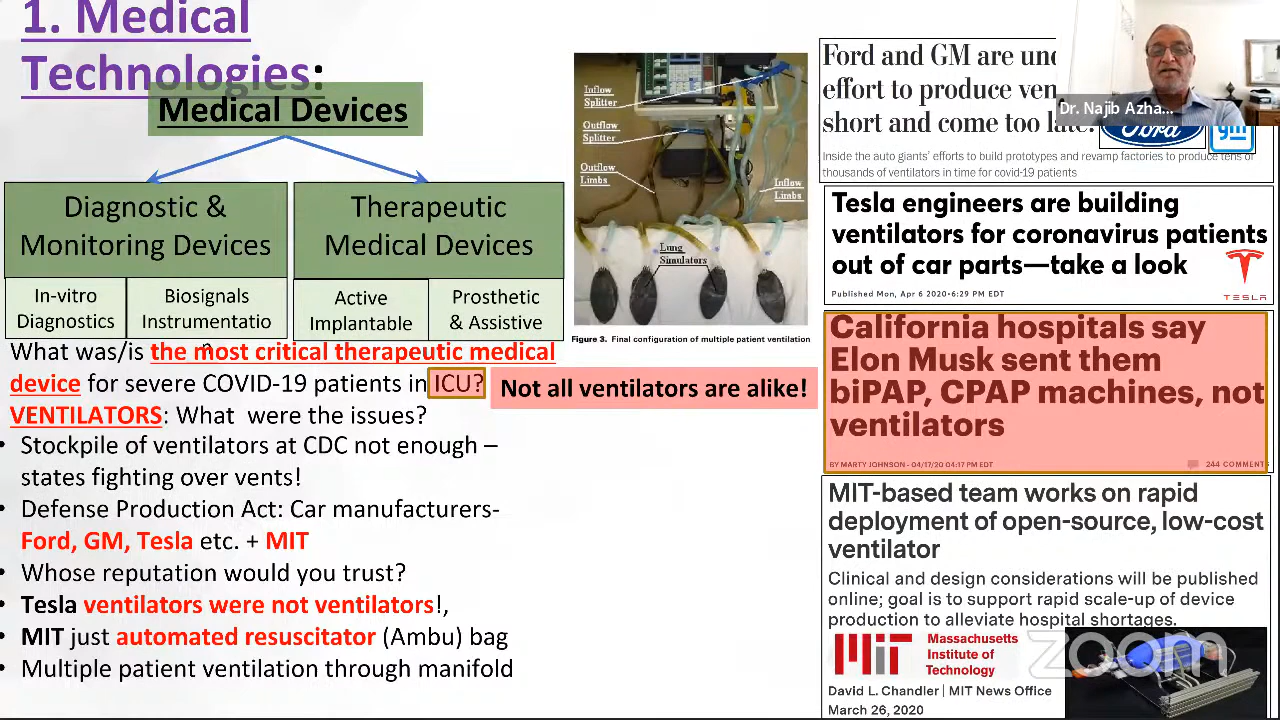 1. Medical
Technologies:
Medical Devices
Diagnostic &
Monitoring Devices
Therapeutic
Medical Devices
In-vitro
Diagnostics
Biosignals
Instrumentatio
n
Active
Implantable
Prosthetic
& Assistive
What was/is the most critical therapeutic medical
device for severe COVID-19 patients in ICU?
VENTILATORS: What were the issues?
• Stockpile of ventilators at CDC not enough –
states fighting over vents!
• Defense Production Act: Car manufacturers-
Ford, GM, Tesla etc. + MIT
• Whose reputation would you trust?
• Tesla ventilators were not ventilators!,
• MIT just automated resuscitator (Ambu) bag
• Multiple patient ventilation through manifold
Inflow
Splitter
Outflow
Splitter
Outflow
Limbs
Inflow
Limbs
Lung
Simulators
Figure 3. Final configuration of multiple patient ventilation
Not all ventilators are alike!
Ford and GM are
effort to produce
short and come too late.
Dr. Najib Azha...
Ford
gm
Inside the auto giants' efforts to build prototypes and revamp factories to produce tens of
thousands of ventilators in time for covid-19 patients
Tesla engineers are building
ventilators for coronavirus patients
out of car parts—take a look
Published Mon, Apr 6 2020•6:29 PM EDT
TESLA
California hospitals say
Elon Musk sent them
biPAP, CPAP machines, not
ventilators
BY MARTY JOHNSON - 04/17/20 04:17 PM EDT
244 COMMENTS
MIT-based team works on rapid
deployment of open-source, low-cost
ventilator
Clinical and design considerations will be published
online; goal is to support rapid scale-up of device
production to alleviate hospital shortages.
Massachusetts
Institute of
Technology
David L. Chandler | MIT News Office
March 26, 2020
zoom